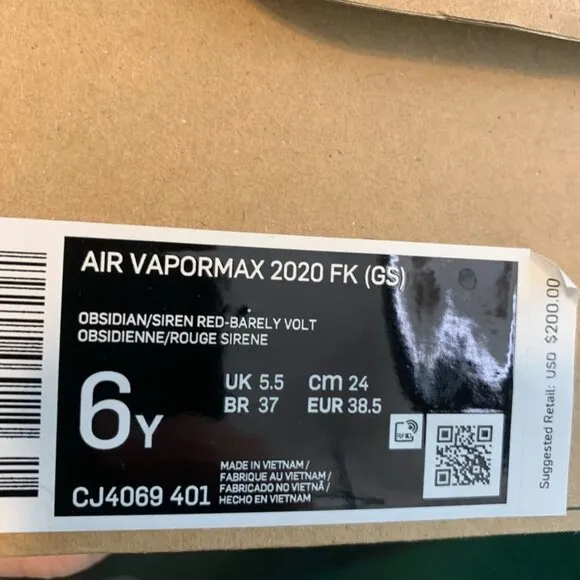 AIR VAPORMAX 2020 FK (GS)
OBSIDIAN/SIREN RED-BARELY VOLT
OBSIDIENNE/ROUGE SIRENE
6Y
UK 5.5 cm 24
BR 37 EUR 38.5
RFID
MADE IN VIETNAM /
FABRIQUE AU VIETNAM /
FABRICADO NO VIETNÃ /
HECHO EN VIETNAM
CJ4069 401
Suggested Retail: USD $200.00